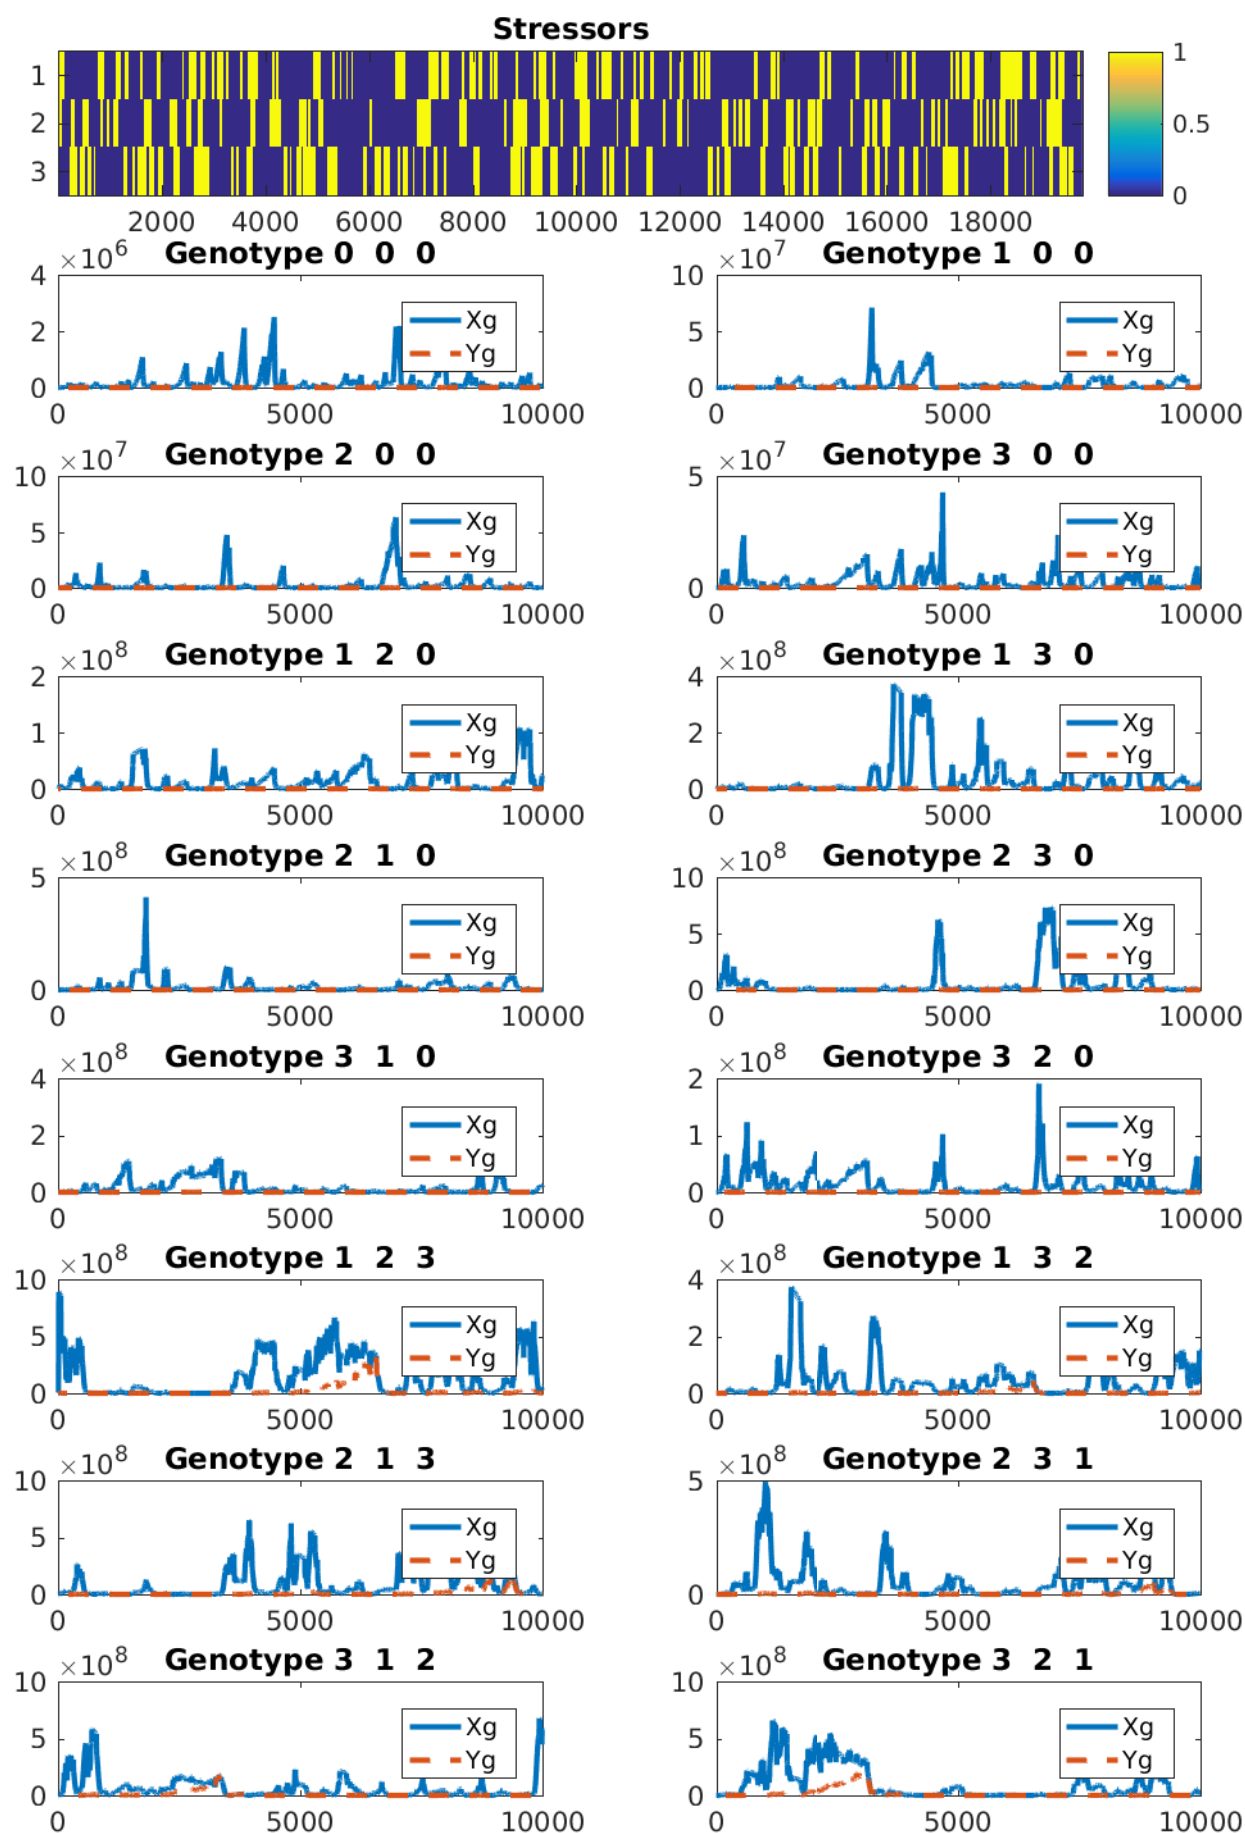 Stressors
1
2
3
1
0.5
0
2000 4000 6000 8000 10000 12000 14000 16000 18000
Genotype 0 0 0
×10^6
4
2
0
Xg
Yg
0 5000 10000
Genotype 1 0 0
×10^7
10
5
0
Xg
Yg
0 5000 10000
Genotype 2 0 0
×10^7
10
5
0
Xg
Yg
0 5000 10000
Genotype 3 0 0
×10^7
5
0
Xg
Yg
0 5000 10000
Genotype 1 2 0
×10^8
2
1
0
Xg
Yg
0 5000 10000
Genotype 1 3 0
×10^8
4
2
0
Xg
Yg
0 5000 10000
Genotype 2 1 0
×10^8
5
0
Xg
Yg
0 5000 10000
Genotype 2 3 0
×10^8
10
5
0
Xg
Yg
0 5000 10000
Genotype 3 1 0
×10^8
4
2
0
Xg
Yg
0 5000 10000
Genotype 3 2 0
×10^8
2
1
0
Xg
Yg
0 5000 10000
Genotype 1 2 3
×10^8
10
5
0
Xg
Yg
0 5000 10000
Genotype 1 3 2
×10^8
4
2
0
Xg
Yg
0 5000 10000
Genotype 2 1 3
×10^8
10
5
0
Xg
Yg
0 5000 10000
Genotype 2 3 1
×10^8
5
0
Xg
Yg
0 5000 10000
Genotype 3 1 2
×10^8
10
5
0
Xg
Yg
0 5000 10000
Genotype 3 2 1
×10^8
10
5
0
Xg
Yg
0 5000 10000